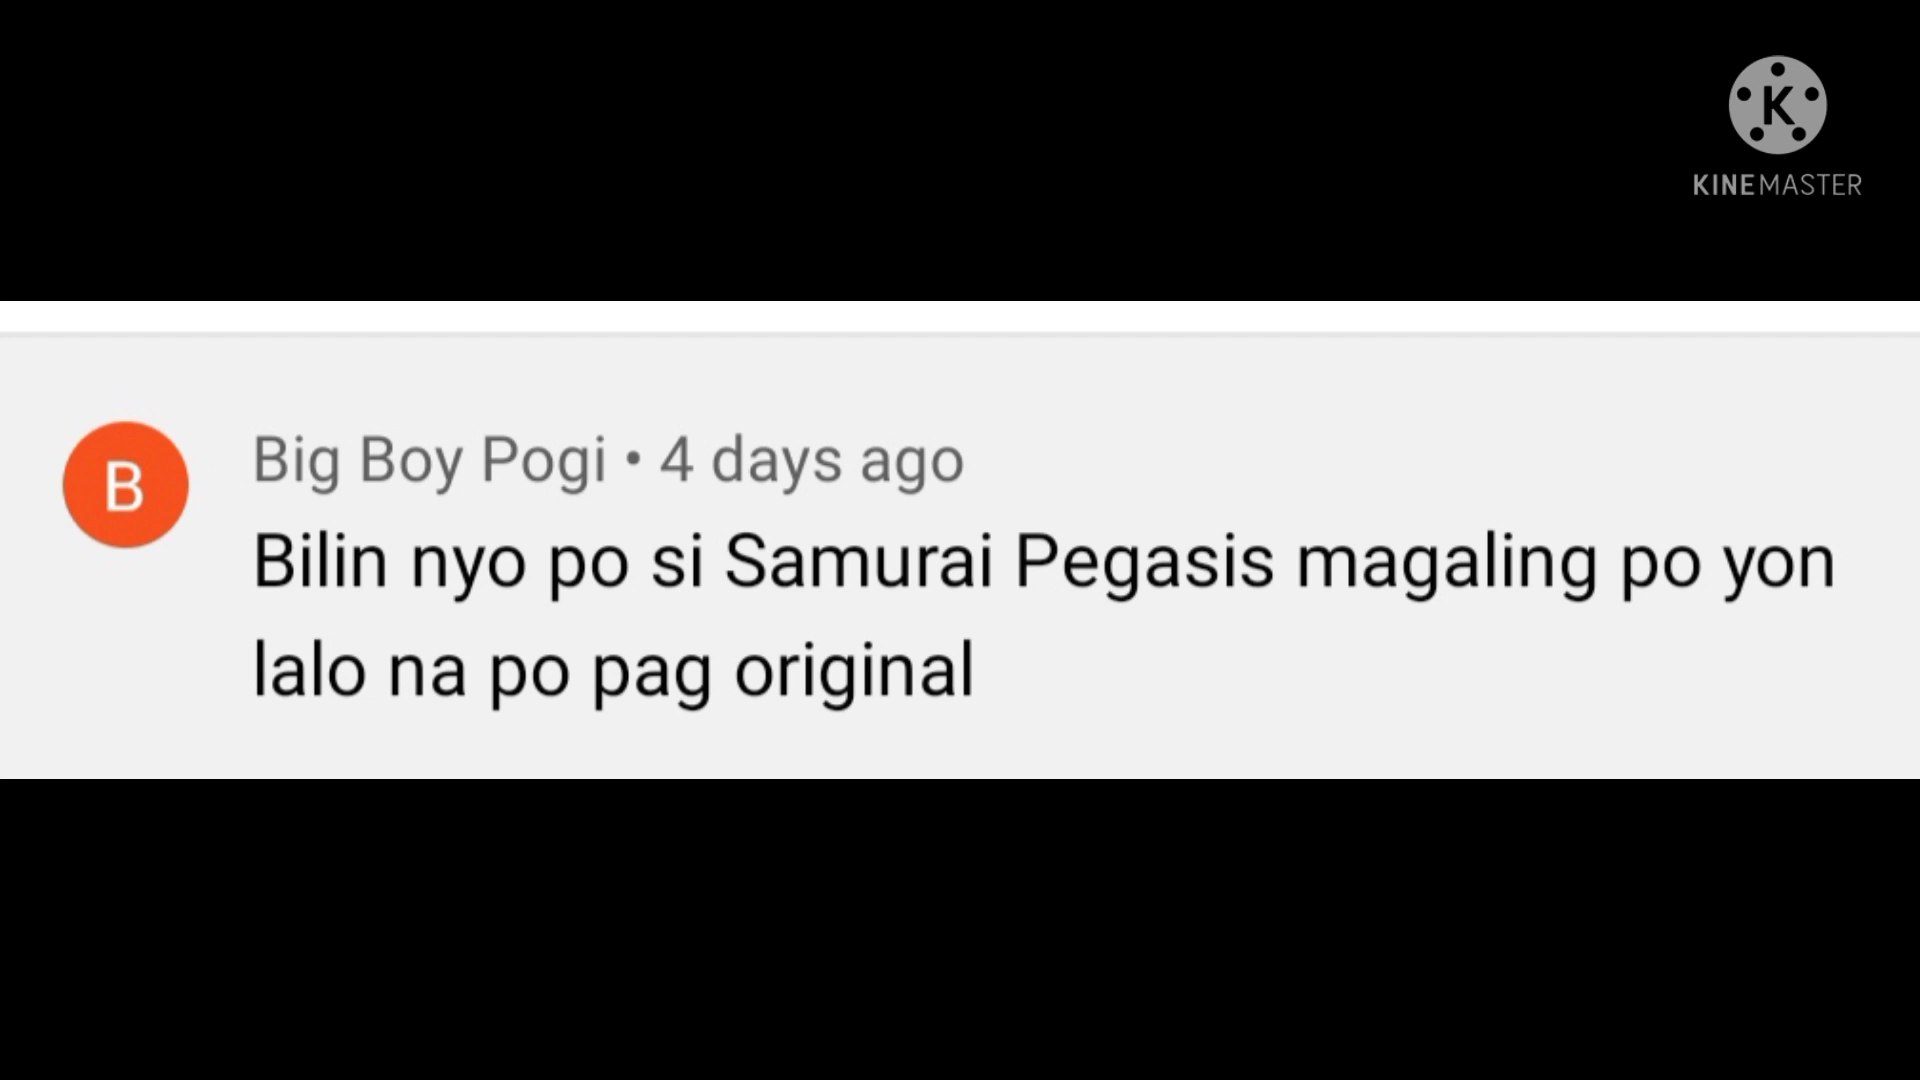 K
KINEMASTER
B
Big Boy Pogi • 4 days ago
Bilin nyo po si Samurai Pegasis magaling po yon
lalo na po pag original